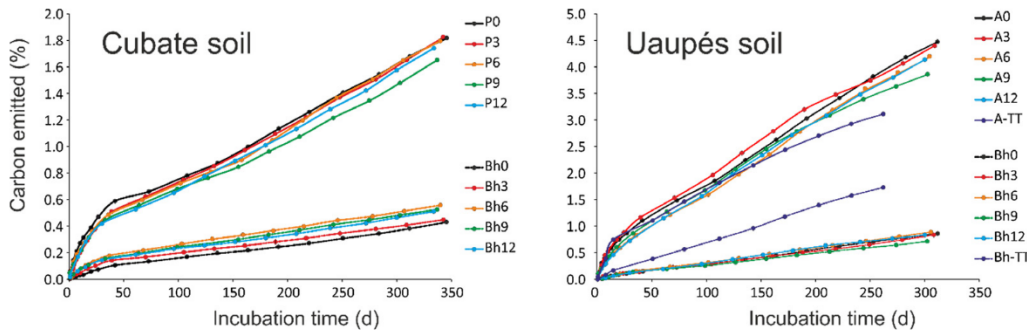 Cubate soil
Carbon emitted (%)
2.0
1.8
1.6
1.4
1.2
1.0
0.8
0.6
0.4
0.2
0.0
0
50
100
150
200
250
300
350
Incubation time (d)
P0
P3
P6
P9
P12
Bh0
Bh3
Bh6
Bh9
Bh12
Uaupés soil
5.0
4.5
4.0
3.5
3.0
2.5
2.0
1.5
1.0
0.5
0.0
0
50
100
150
200
250
300
350
Incubation time (d)
A0
A3
A6
A9
A12
A-TT
Bh0
Bh3
Bh6
Bh9
Bh12
Bh-TT